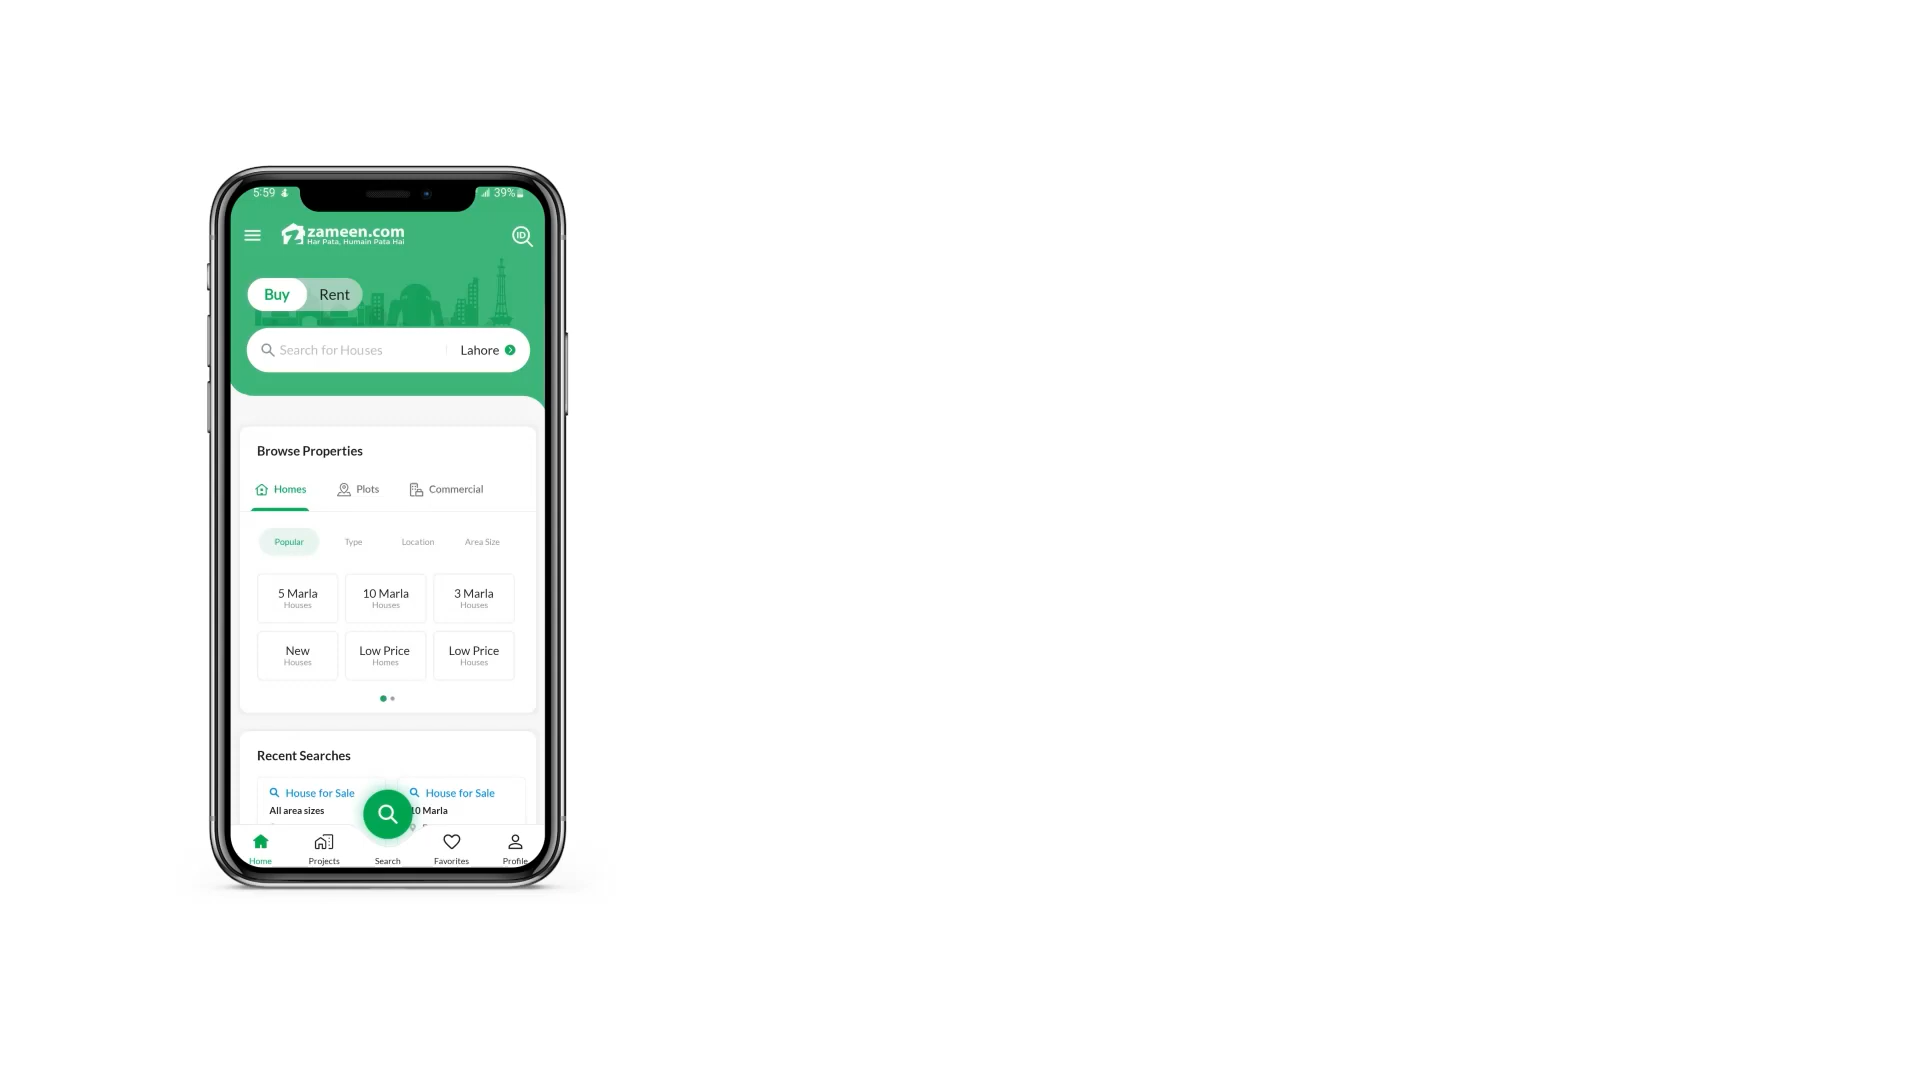 5:59
39%
zameen.com
Har Pata, Humain Pata Hai
ID
Buy Rent
Search for Houses Lahore
Browse Properties
Homes Plots Commercial
Popular Type Location Area Size
5 Marla 10 Marla 3 Marla
Houses Houses Houses
New Low Price Low Price
Houses Homes Houses
Recent Searches
House for Sale House for Sale
All area sizes 10 Marla
Home Projects Search Favorites Profile